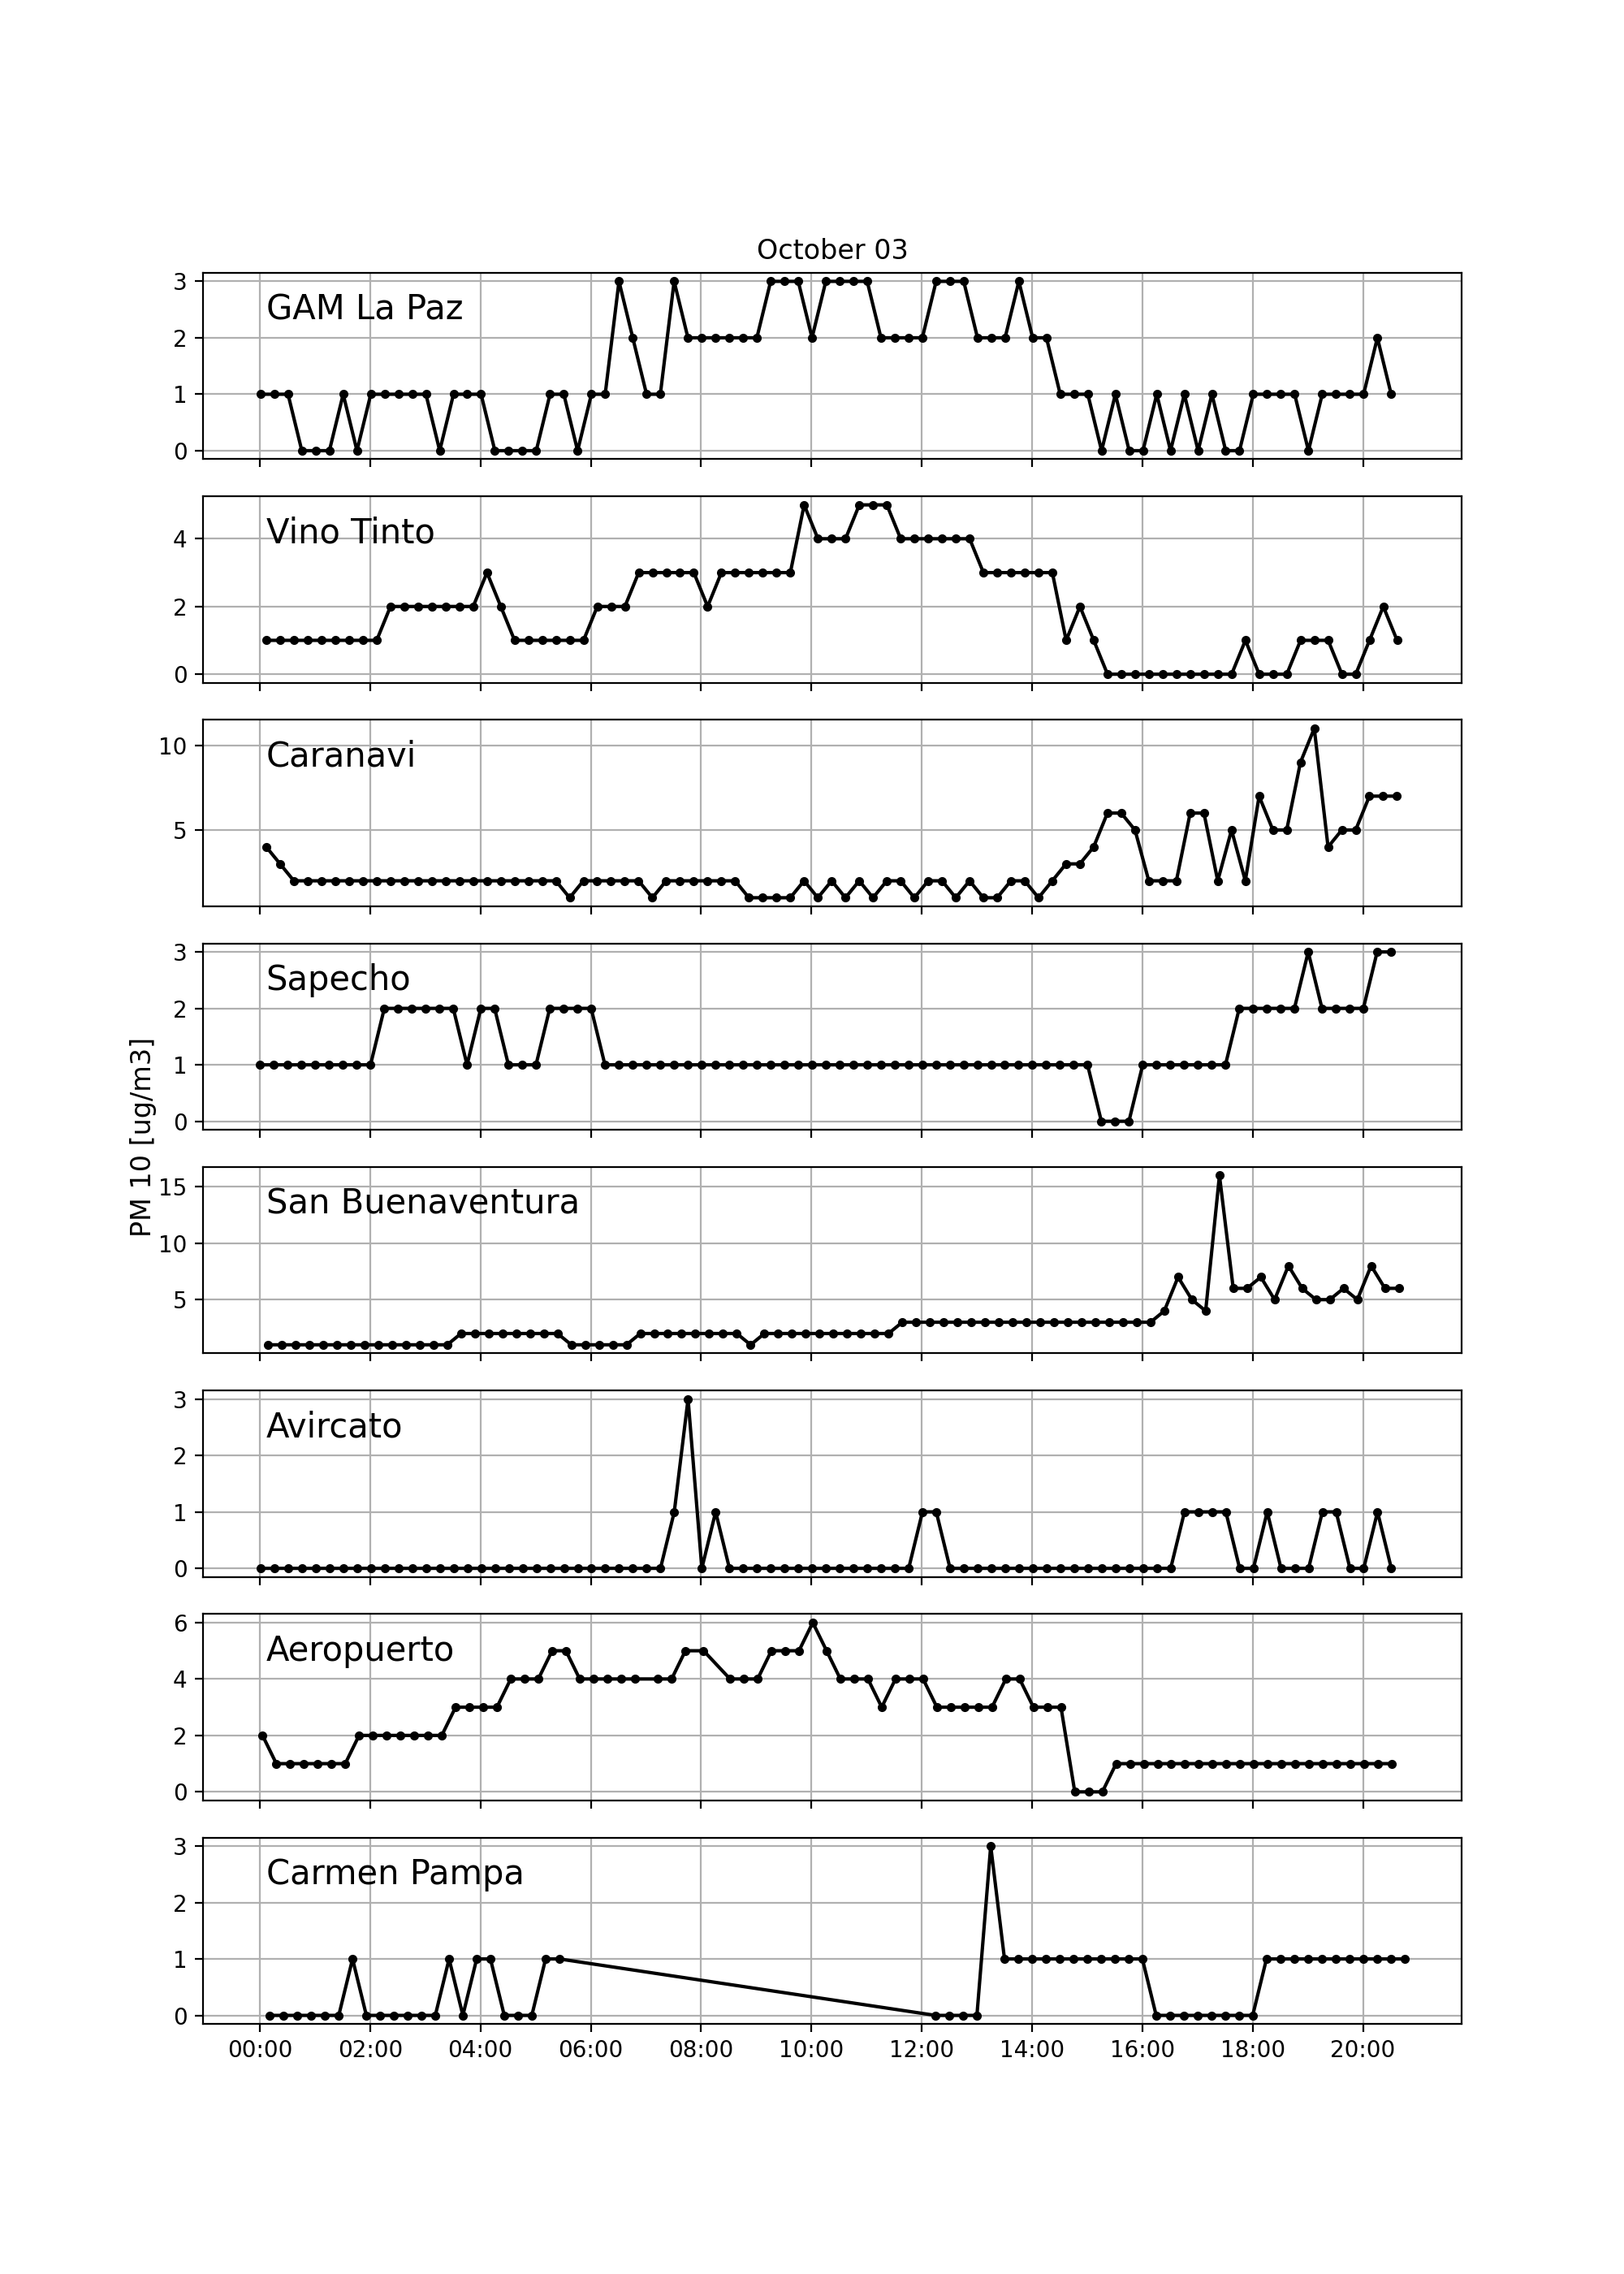 October 03
GAM La Paz
3
2
1
0
Vino Tinto
4
2
0
Caranavi
10
5
Sapecho
3
2
1
0
PM 10 [ug/m3]
San Buenaventura
15
10
5
Avircato
3
2
1
0
Aeropuerto
6
4
2
0
Carmen Pampa
3
2
1
0
00:00 02:00 04:00 06:00 08:00 10:00 12:00 14:00 16:00 18:00 20:00